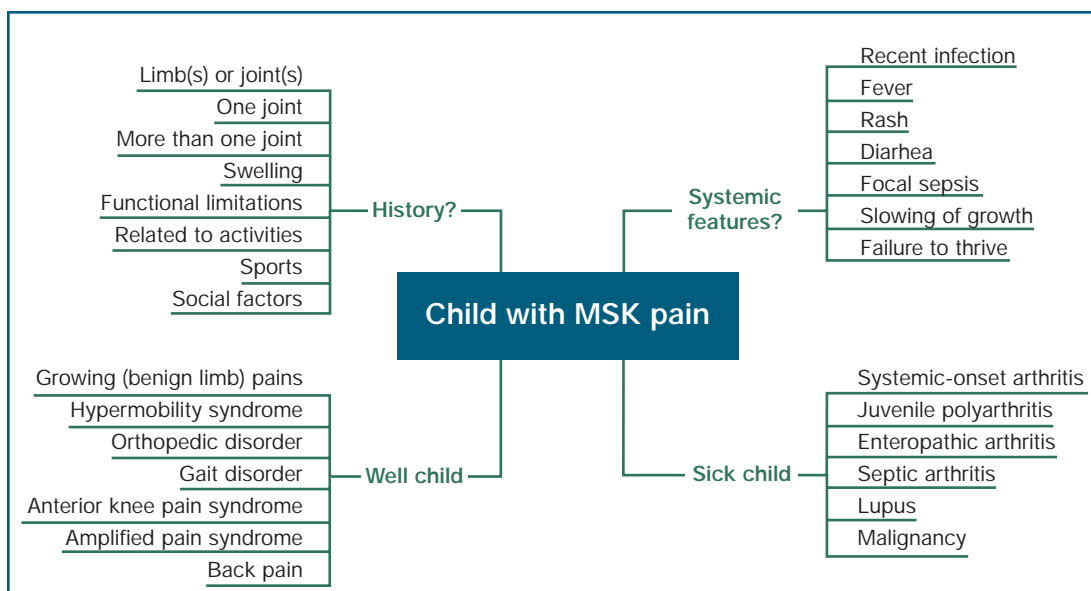 Limb(s) or joint(s)
One joint
More than one joint
Swelling
Functional limitations
Related to activities
Sports
Social factors
History?
Systemic
features?
Recent infection
Fever
Rash
Diarhea
Focal sepsis
Slowing of growth
Failure to thrive
Child with MSK pain
Growing (benign limb) pains
Hypermobility syndrome
Orthopedic disorder
Gait disorder
Anterior knee pain syndrome
Amplified pain syndrome
Back pain
Well child
Sick child
Systemic-onset arthritis
Juvenile polyarthritis
Enteropathic arthritis
Septic arthritis
Lupus
Malignancy